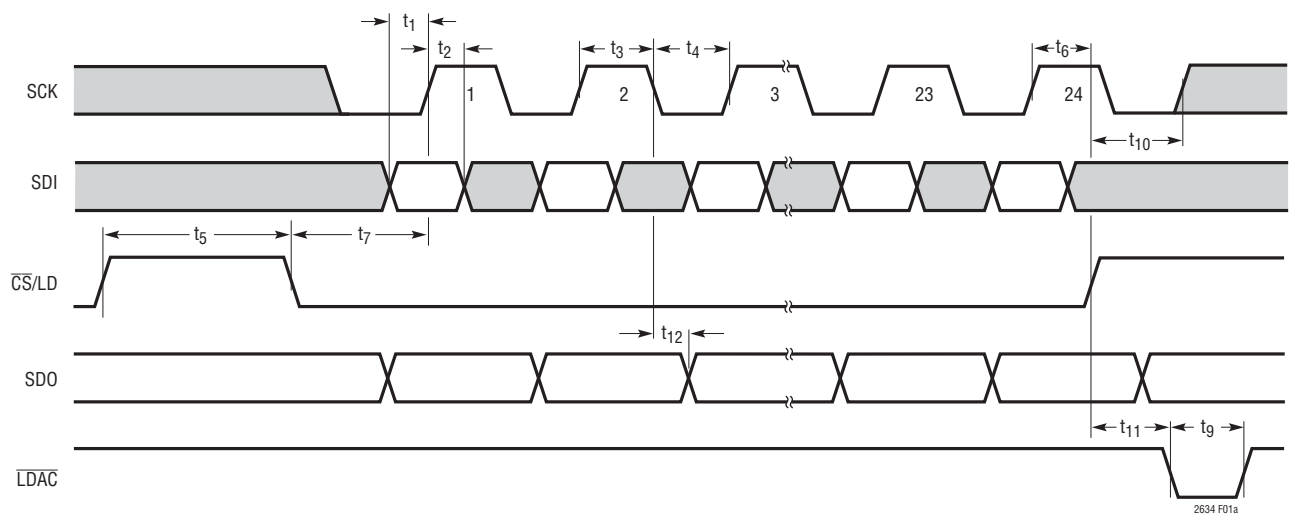 t1
t2
t3
t4
t6
SCK
1
2
3
23
24
t10
SDI
t5
t7
CS/LD
t12
SDO
t11
t9
LDAC
2634 F01a